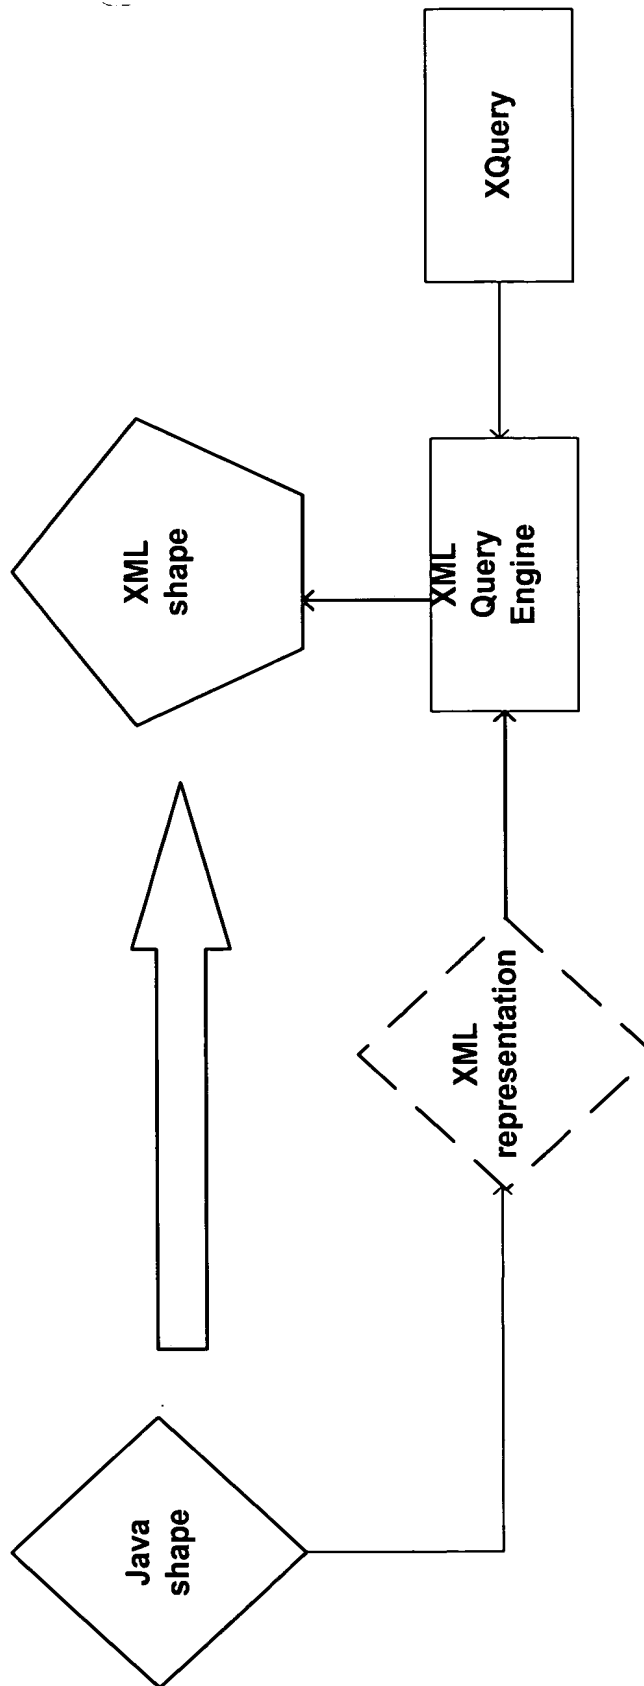 Java
shape
XML
shape
XML
representation
XML
Query
Engine
XQuery